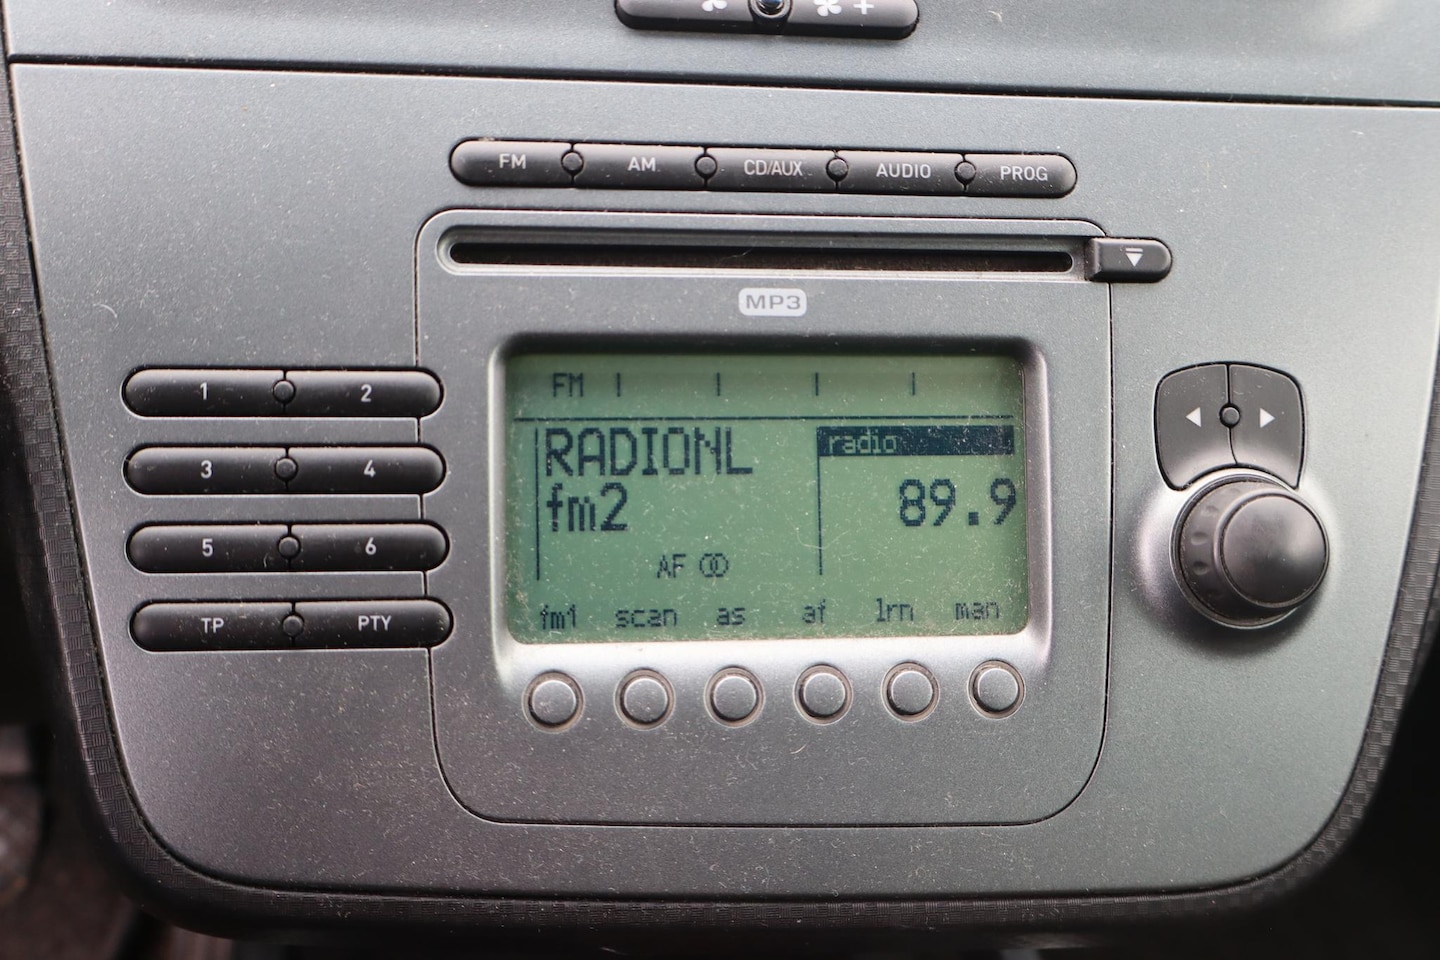 +
FM AM CD/AUX AUDIO PROG
MP3
1 2
3 4
5 6
TP PTY
FM
RADIONL
radio
fm2
89.9
AF
fm1 scan as af lrn man